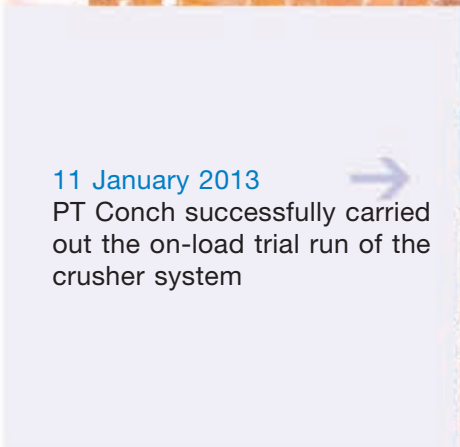 11 January 2013
PT Conch successfully carried
out the on-load trial run of the
crusher system